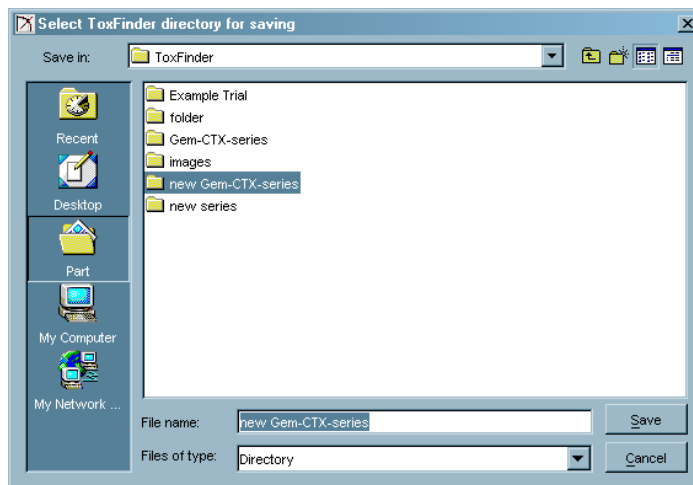 Select ToxFinder directory for saving
Save in:
ToxFinder
Recent
Desktop
Part
My Computer
My Network ...
Example Trial
folder
Gem-CTX-series
images
new Gem-CTX-series
new series
File name:
new Gem-CTX-series
Save
Files of type:
Directory
Cancel